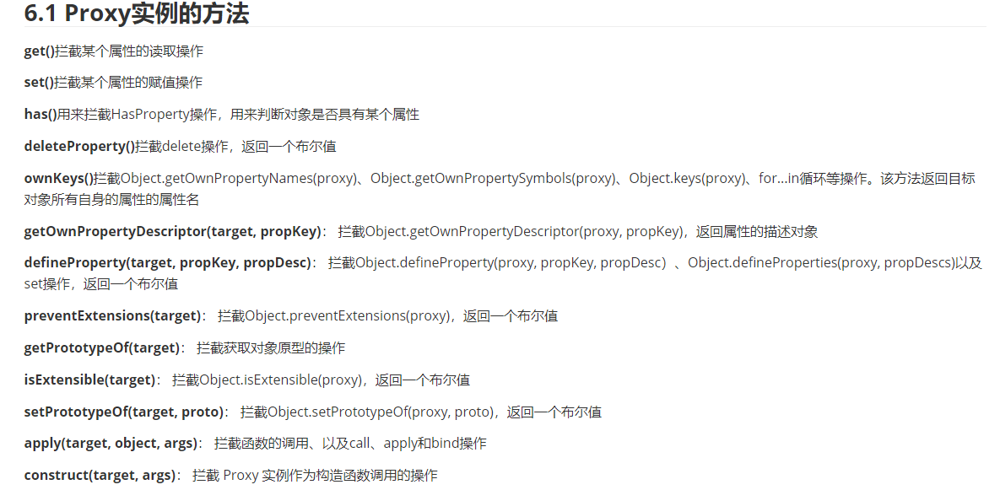 6.1 Proxy实例的方法
get()拦截某个属性的读取操作
set()拦截某个属性的赋值操作
has()用来拦截HasProperty操作，用来判断对象是否具有某个属性
deleteProperty()拦截delete操作，返回一个布尔值
ownKeys()拦截Object.getOwnPropertyNames(proxy)、Object.getOwnPropertySymbols(proxy)、Object.keys(proxy)、for...in循环等操作。该方法返回目标
对象所有自身的属性的属性名
getOwnPropertyDescriptor(target, propKey)： 拦截Object.getOwnPropertyDescriptor(proxy, propKey)，返回属性的描述对象
defineProperty(target, propKey, propDesc)： 拦截Object.defineProperty(proxy, propKey, propDesc）、Object.defineProperties(proxy, propDescs)以及
set操作，返回一个布尔值
preventExtensions(target)： 拦截Object.preventExtensions(proxy)，返回一个布尔值
getPrototypeOf(target)： 拦截获取对象原型的操作
isExtensible(target)： 拦截Object.isExtensible(proxy)，返回一个布尔值
setPrototypeOf(target, proto)： 拦截Object.setPrototypeOf(proxy, proto)，返回一个布尔值
apply(target, object, args)： 拦截函数的调用、以及call、apply和bind操作
construct(target, args)： 拦截 Proxy 实例作为构造函数调用的操作